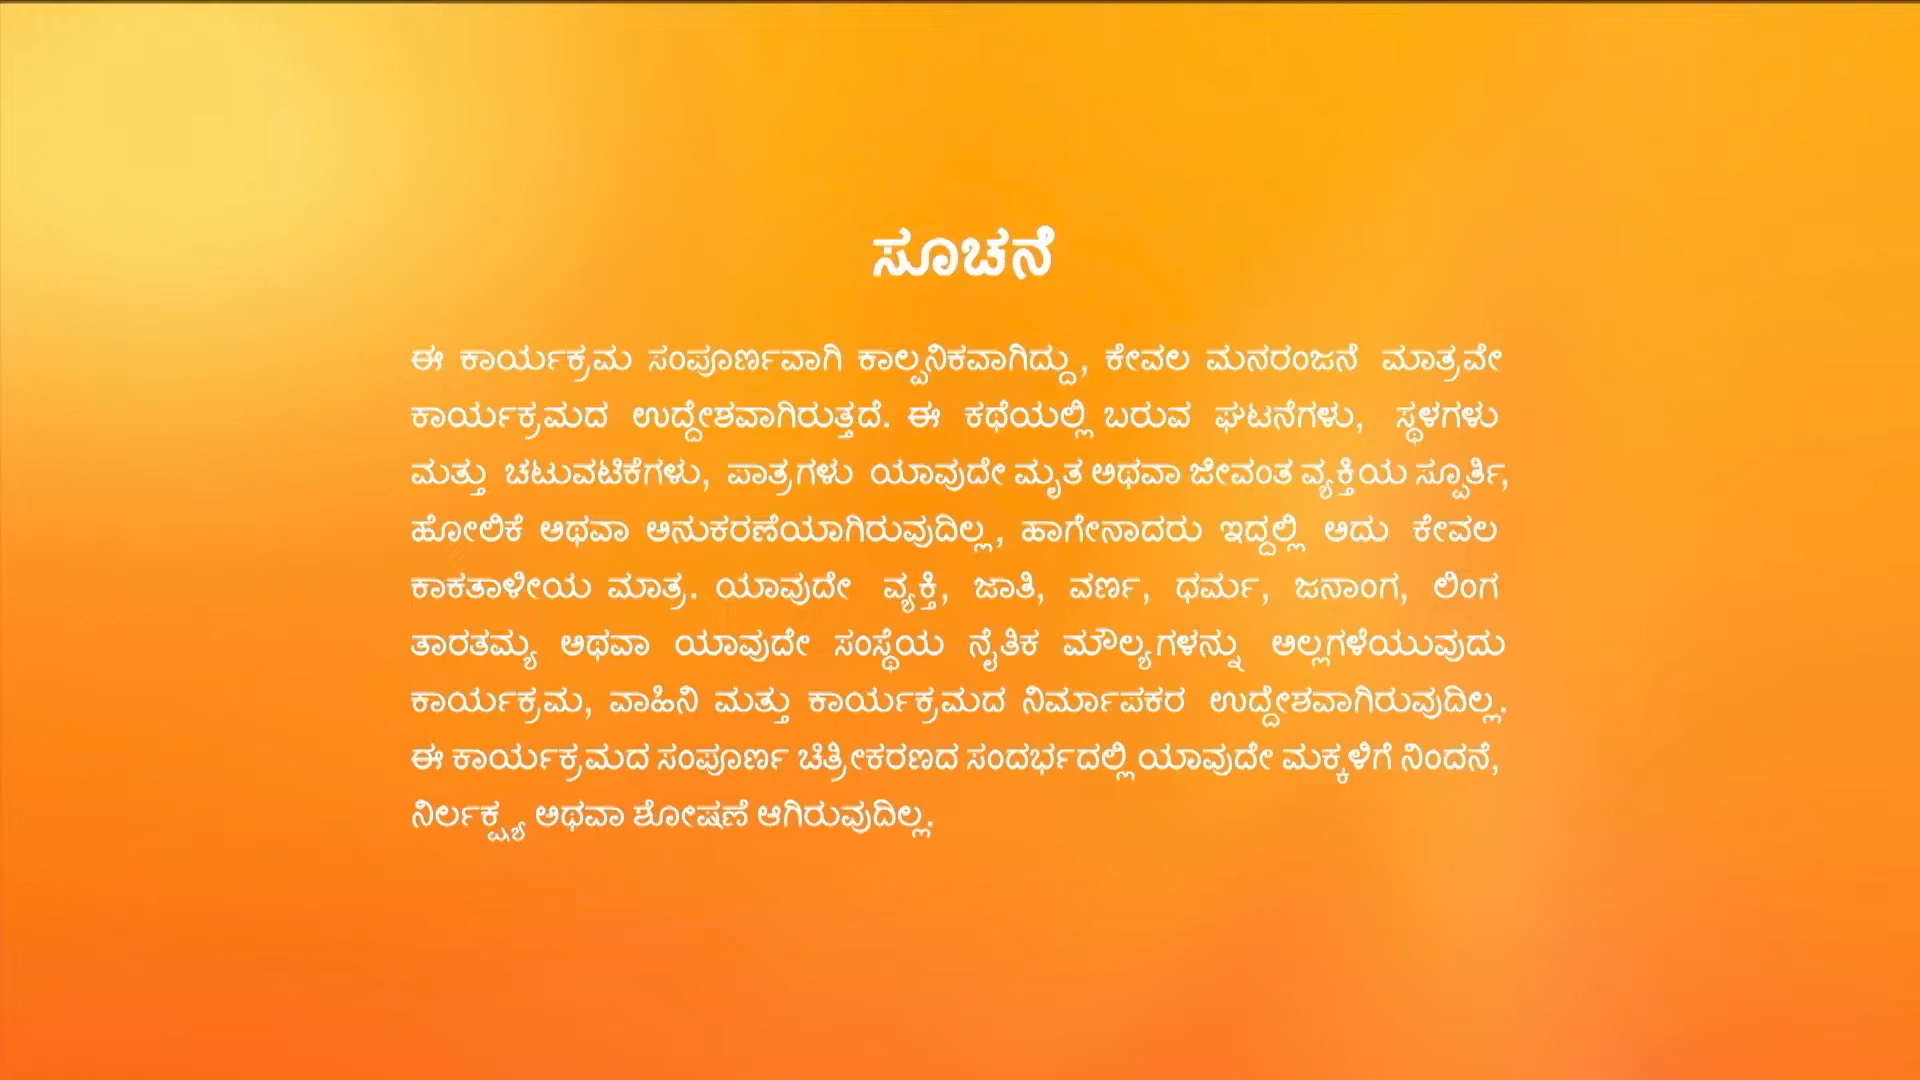 ಸೂಚನೆ
ಈ ಕಾರ್ಯಕ್ರಮ ಸಂಪೂರ್ಣವಾಗಿ ಕಾಲ್ಪನಿಕವಾಗಿದ್ದು, ಕೇವಲ ಮನರಂಜನೆ ಮಾತ್ರವೇ
ಕಾರ್ಯಕ್ರಮದ ಉದ್ದೇಶವಾಗಿರುತ್ತದೆ. ಈ ಕಥೆಯಲ್ಲಿ ಬರುವ ಘಟನೆಗಳು, ಸ್ಥಳಗಳು
ಮತ್ತು ಚಟುವಟಿಕೆಗಳು, ಪಾತ್ರಗಳು ಯಾವುದೇ ಮೃತ ಅಥವಾ ಜೀವಂತ ವ್ಯಕ್ತಿಯ ಸ್ಪೂರ್ತಿ,
ಹೋಲಿಕೆ ಅಥವಾ ಅನುಕರಣೆಯಾಗಿರುವುದಿಲ್ಲ, ಹಾಗೇನಾದರು ಇದ್ದಲ್ಲಿ ಅದು ಕೇವಲ
ಕಾಕತಾಳೀಯ ಮಾತ್ರ. ಯಾವುದೇ ವ್ಯಕ್ತಿ, ಜಾತಿ, ವರ್ಣ, ಧರ್ಮ, ಜನಾಂಗ, ಲಿಂಗ
ತಾರತಮ್ಯ ಅಥವಾ ಯಾವುದೇ ಸಂಸ್ಥೆಯ ನೈತಿಕ ಮೌಲ್ಯಗಳನ್ನು ಅಲ್ಲಗಳೆಯುವುದು
ಕಾರ್ಯಕ್ರಮ, ವಾಹಿನಿ ಮತ್ತು ಕಾರ್ಯಕ್ರಮದ ನಿರ್ಮಾಪಕರ ಉದ್ದೇಶವಾಗಿರುವುದಿಲ್ಲ.
ಈ ಕಾರ್ಯಕ್ರಮದ ಸಂಪೂರ್ಣ ಚಿತ್ರೀಕರಣದ ಸಂದರ್ಭದಲ್ಲಿ ಯಾವುದೇ ಮಕ್ಕಳಿಗೆ ನಿಂದನೆ,
ನಿರ್ಲಕ್ಷ್ಯ ಅಥವಾ ಶೋಷಣೆ ಆಗಿರುವುದಿಲ್ಲ.